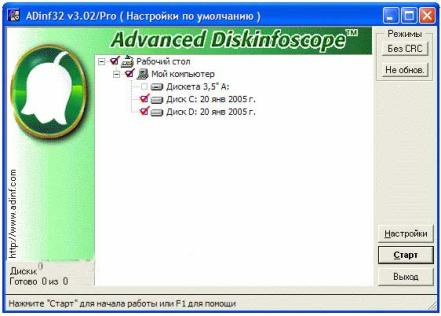 ADinf32 v3.02/Pro ( Настройки по умолчанию )
Advanced Diskinfoscope™
Режимы
Без CRC
Не обнов.
Рабочий стол
Мой компьютер
Дискета 3,5" A:
Диск C: 20 янв 2005 г.
Диск D: 20 янв 2005 г.
http://www.adinf.com
Настройки
Старт
Выход
Диски: 0
Готово 0 из 0
Нажмите "Старт" для начала работы или F1 для помощи